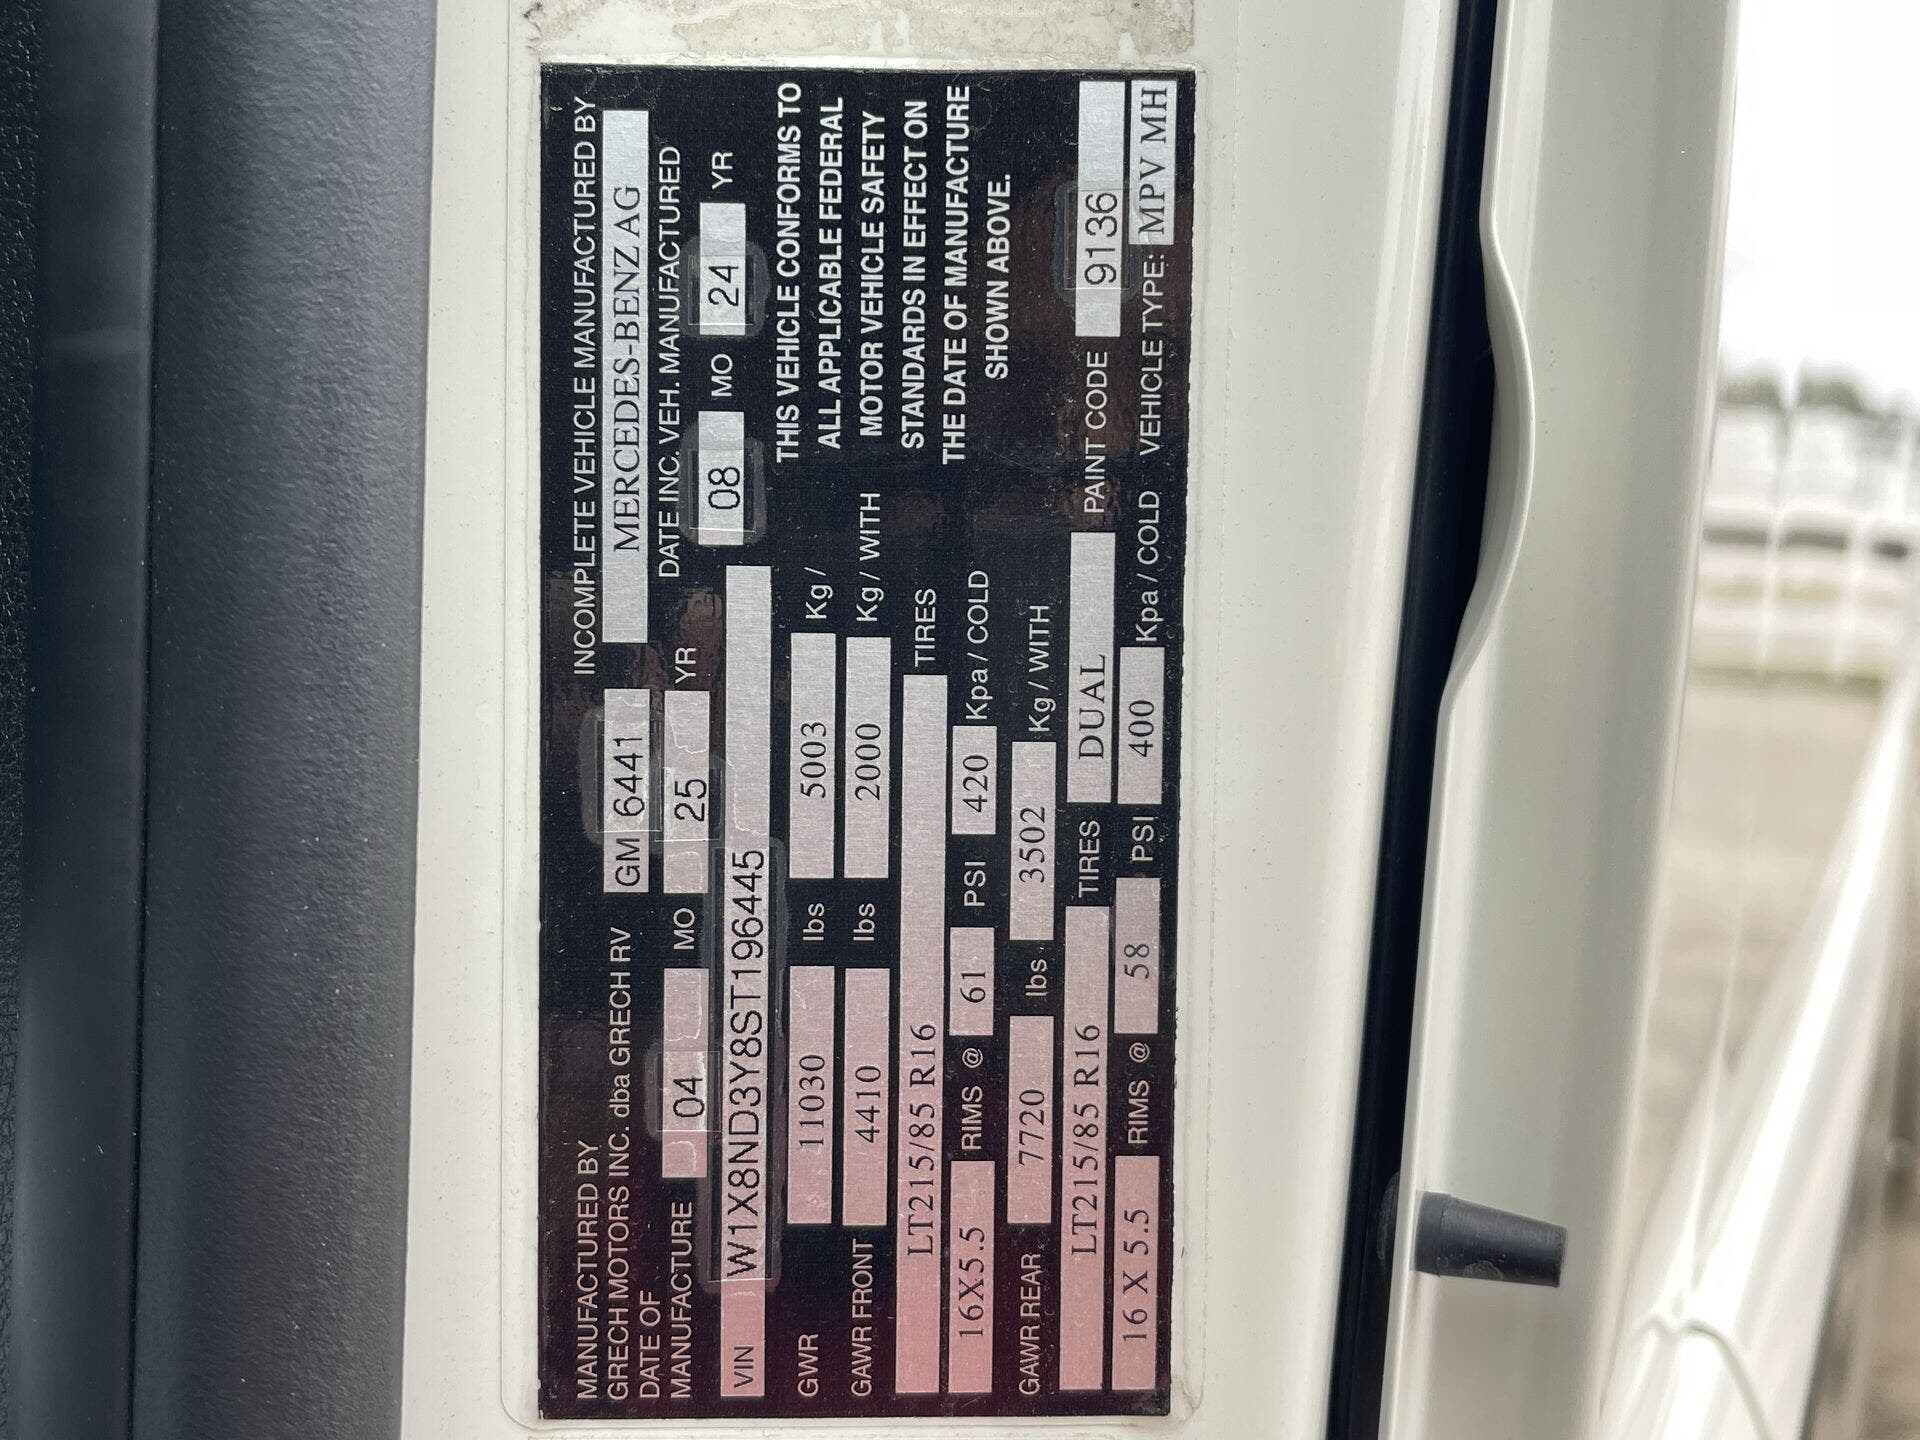 MANUFACTURED BY
GRECH MOTORS INC. dba GRECH RV GM 6441
DATE OF
MANUFACTURE 04 MO 25 YR
INCOMPLETE VEHICLE MANUFACTURED BY
MERCEDES-BENZ AG
DATE INC. VEH. MANUFACTURED
08 MO 24 YR
VIN W1X8ND3Y8ST196445
GWR 11030 lbs 5003 Kg/
GAWR FRONT 4410 lbs 2000 Kg / WITH
LT215/85 R16 TIRES
16X5.5 RIMS @ 61 PSI 420 Kpa / COLD
GAWR REAR 7720 lbs 3502 Kg / WITH
LT215/85 R16 TIRES DUAL
16 X 5.5 RIMS @ 58 PSI 400 Kpa / COLD
THIS VEHICLE CONFORMS TO
ALL APPLICABLE FEDERAL
MOTOR VEHICLE SAFETY
STANDARDS IN EFFECT ON
THE DATE OF MANUFACTURE
SHOWN ABOVE.
PAINT CODE 9136
VEHICLE TYPE: MPV MH